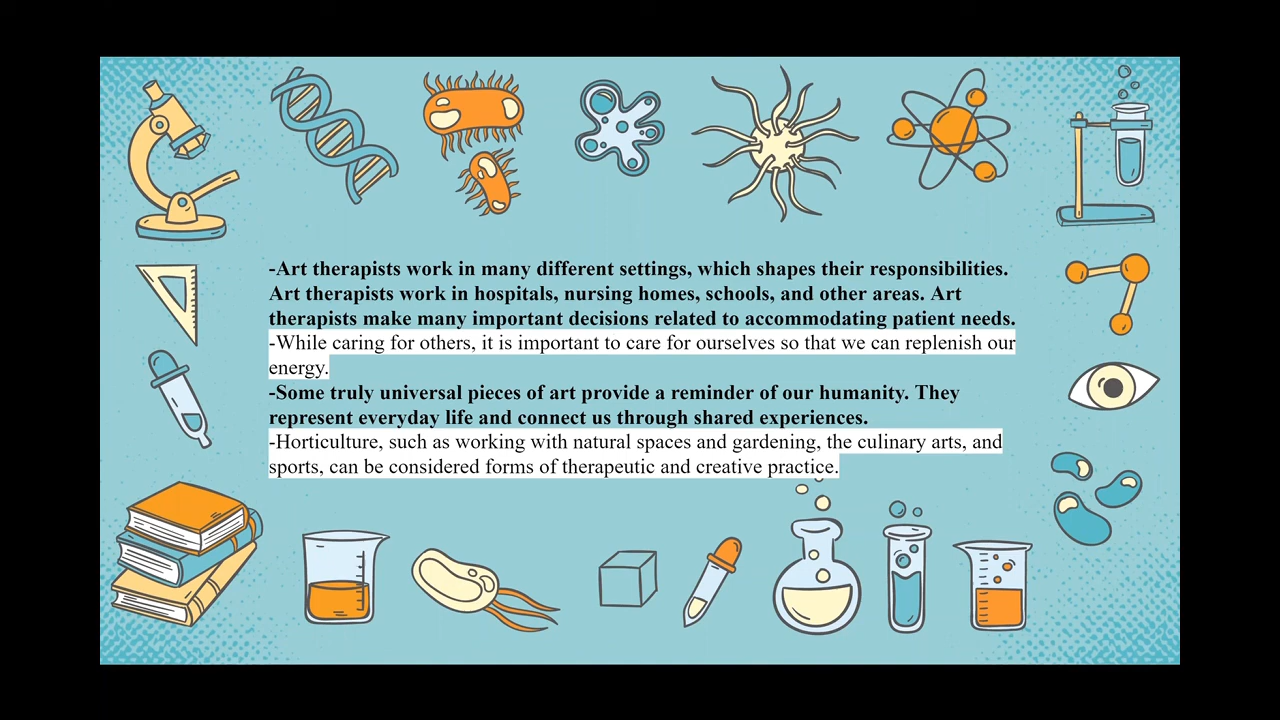 -Art therapists work in many different settings, which shapes their responsibilities.
Art therapists work in hospitals, nursing homes, schools, and other areas. Art
therapists make many important decisions related to accommodating patient needs.
-While caring for others, it is important to care for ourselves so that we can replenish our
energy.
-Some truly universal pieces of art provide a reminder of our humanity. They
represent everyday life and connect us through shared experiences.
-Horticulture, such as working with natural spaces and gardening, the culinary arts, and
sports, can be considered forms of therapeutic and creative practice.